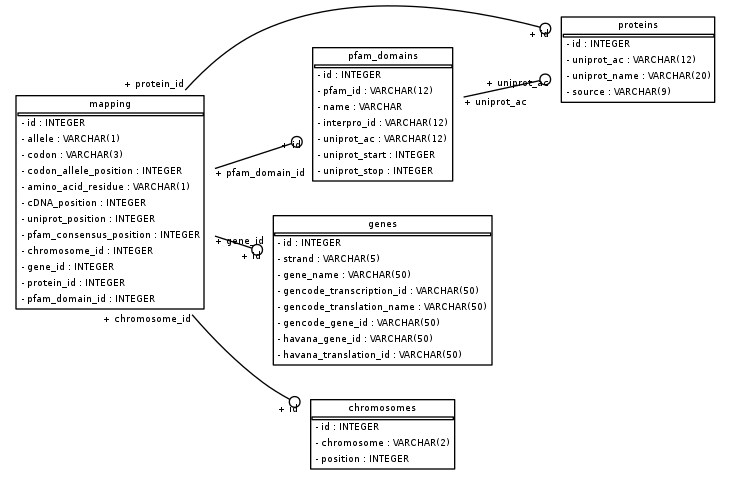 proteins
- id : INTEGER
- uniprot_ac : VARCHAR(12)
- uniprot_name : VARCHAR(20)
- source : VARCHAR(9)
+ id
pfam_domains
- id : INTEGER
- pfam_id : VARCHAR(12)
- name : VARCHAR
- interpro_id : VARCHAR(12)
- uniprot_ac : VARCHAR(12)
- uniprot_start : INTEGER
- uniprot_stop : INTEGER
+ uniprot_ac
+ uniprot_ac
+ protein_id
mapping
- id : INTEGER
- allele : VARCHAR(1)
- codon : VARCHAR(3)
- codon_allele_position : INTEGER
- amino_acid_residue : VARCHAR(1)
- cDNA_position : INTEGER
- uniprot_position : INTEGER
- pfam_consensus_position : INTEGER
- chromosome_id : INTEGER
- gene_id : INTEGER
- protein_id : INTEGER
- pfam_domain_id : INTEGER
+ id
+ pfam_domain_id
+ gene_id
+ id
genes
- id : INTEGER
- strand : VARCHAR(5)
- gene_name : VARCHAR(50)
- gencode_transcription_id : VARCHAR(50)
- gencode_translation_name : VARCHAR(50)
- gencode_gene_id : VARCHAR(50)
- havana_gene_id : VARCHAR(50)
- havana_translation_id : VARCHAR(50)
+ chromosome_id
+ id
chromosomes
- id : INTEGER
- chromosome : VARCHAR(2)
- position : INTEGER